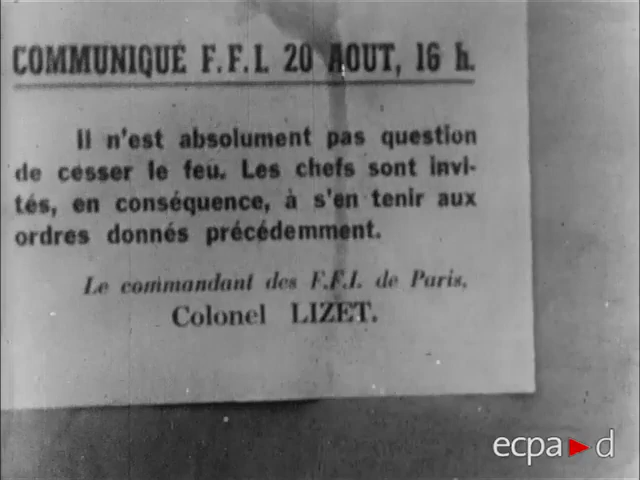 COMMUNIQUÉ F.F.I. 20 AOUT, 16 h.
Il n'est absolument pas question
de cesser le feu. Les chefs sont invi-
tés, en conséquence, à s'en tenir aux
ordres donnés précédemment.
Le commandant des F.F.I. de Paris,
Colonel LIZET.
ecpa d